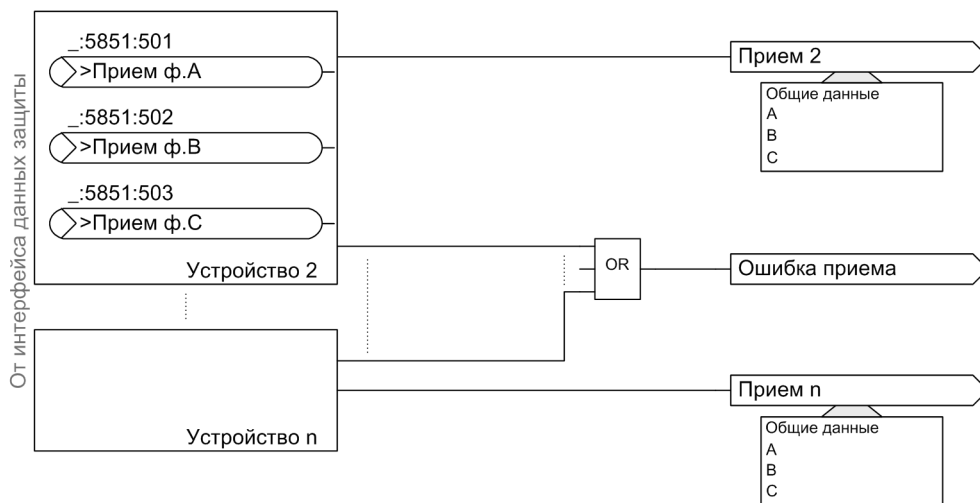 От интерфейса данных защиты
_:5851:501
>Прием ф.A
_:5851:502
>Прием ф.B
_:5851:503
>Прием ф.C
Устройство 2
Устройство n
OR
Прием 2
Общие данные
A
B
C
Ошибка приема
Прием n
Общие данные
A
B
C